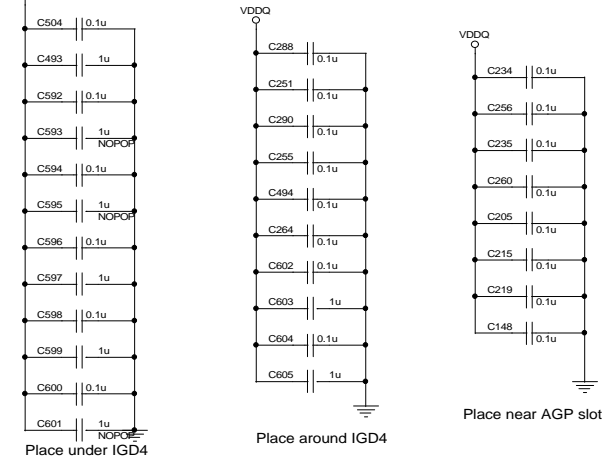 C504 0.1u
C493 1u
C592 0.1u
C593 1u
NOPOP
C594 0.1u
C595 1u
NOPOP
C596 0.1u
C597 1u
C598 0.1u
C599 1u
C600 0.1u
C601 1u
NOPOP
Place under IGD4
VDDQ
C288 0.1u
C251 0.1u
C290 0.1u
C255 0.1u
C494 0.1u
C264 0.1u
C602 0.1u
C603 1u
C604 0.1u
C605 1u
Place around IGD4
VDDQ
C234 0.1u
C256 0.1u
C235 0.1u
C260 0.1u
C205 0.1u
C215 0.1u
C219 0.1u
C148 0.1u
Place near AGP slot